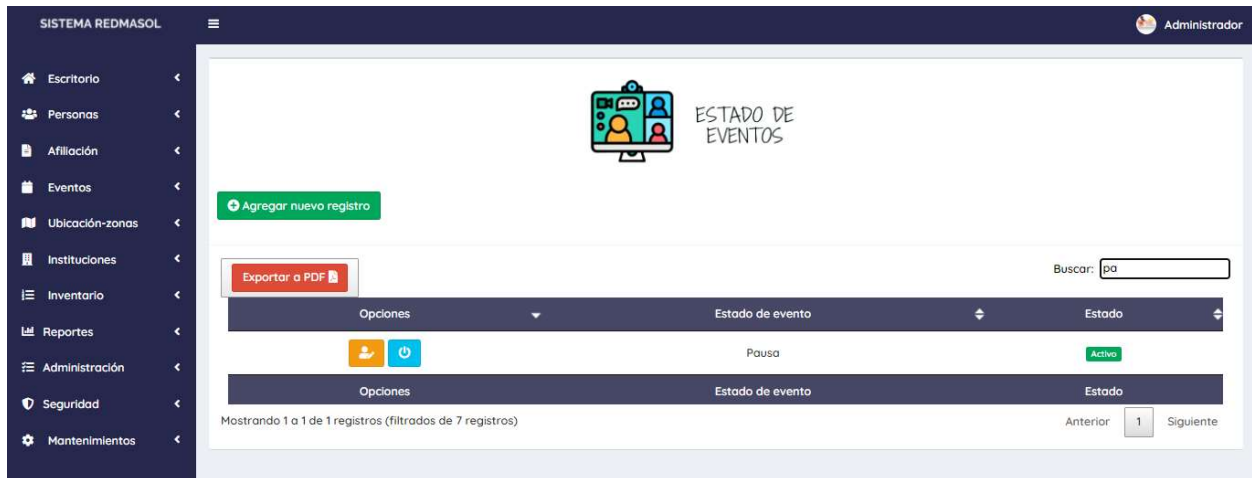 SISTEMA REDMASOL
Administrador
Escritorio
Personas
Afiliación
Eventos
Ubicación-zonas
Instituciones
Inventario
Reportes
Administración
Seguridad
Mantenimientos
ESTADO DE
EVENTOS
Agregar nuevo registro
Exportar a PDF
Buscar: pa
Opciones Estado de evento Estado
Pausa Activo
Opciones Estado de evento Estado
Mostrando 1 a 1 de 1 registros (filtrados de 7 registros)
Anterior 1 Siguiente